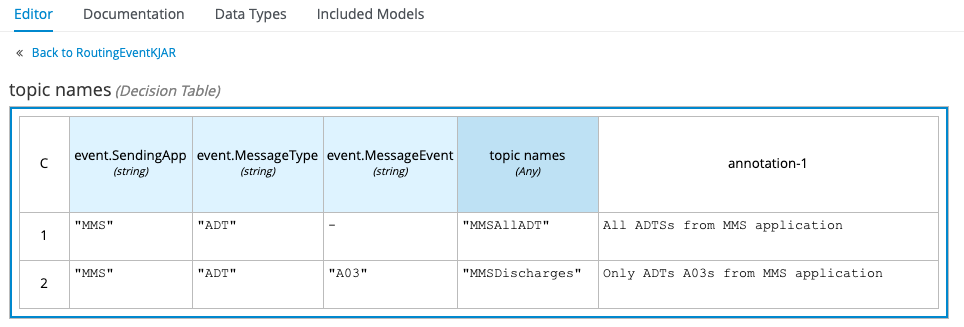 Editor Documentation Data Types Included Models
« Back to RoutingEventKJAR
topic names (Decision Table)
C event.SendingApp event.MessageType event.MessageEvent topic names annotation-1
(string) (string) (string) (Any)
1 "MMS" "ADT" - "MMSAllADT" All ADTSs from MMS application
2 "MMS" "ADT" "A03" "MMSDischarges" Only ADTs A03s from MMS application